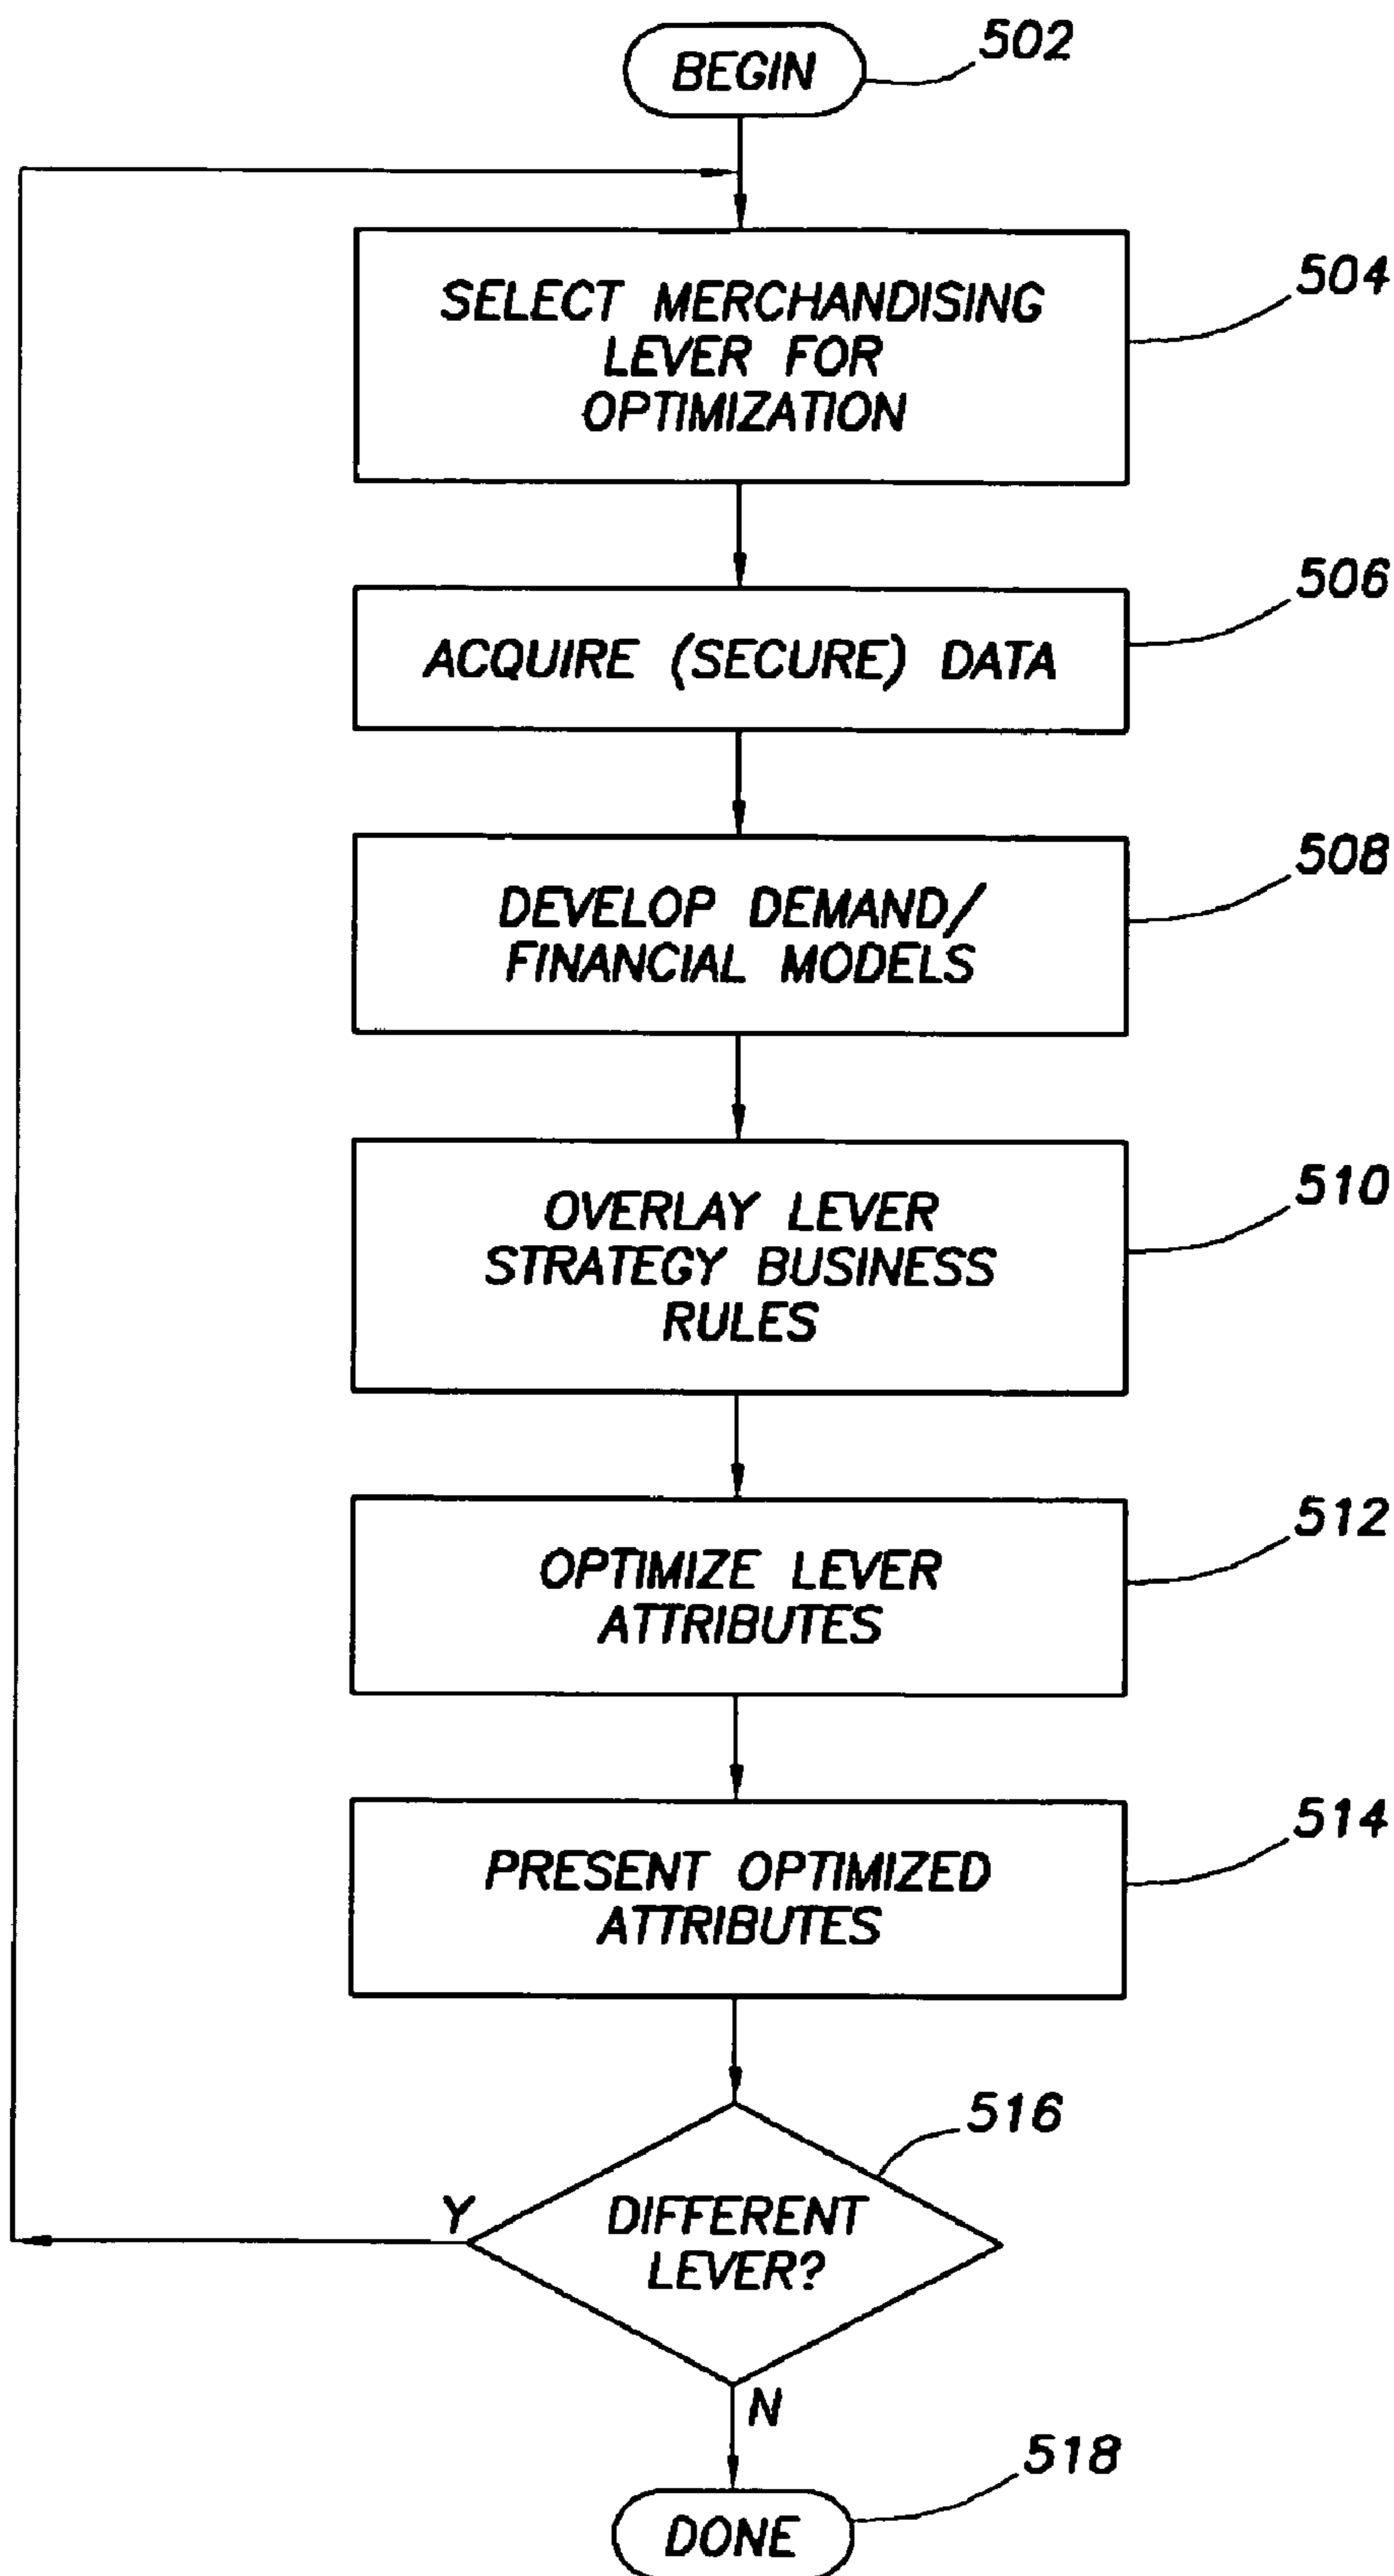 BEGIN
502
SELECT MERCHANDISING
LEVER FOR
OPTIMIZATION
504
ACQUIRE (SECURE) DATA
506
DEVELOP DEMAND/
FINANCIAL MODELS
508
OVERLAY LEVER
STRATEGY BUSINESS
RULES
510
OPTIMIZE LEVER
ATTRIBUTES
512
PRESENT OPTIMIZED
ATTRIBUTES
514
DIFFERENT
LEVER?
516
Y
N
DONE
518